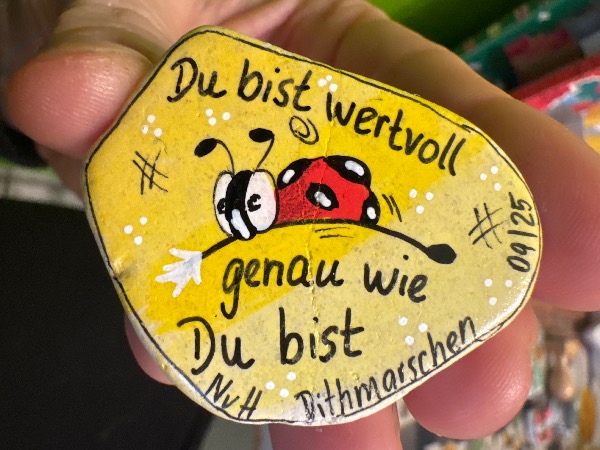 Du bist wertvoll
#
#
09/25
genau wie
Du bist
NvH
Dithmarschen